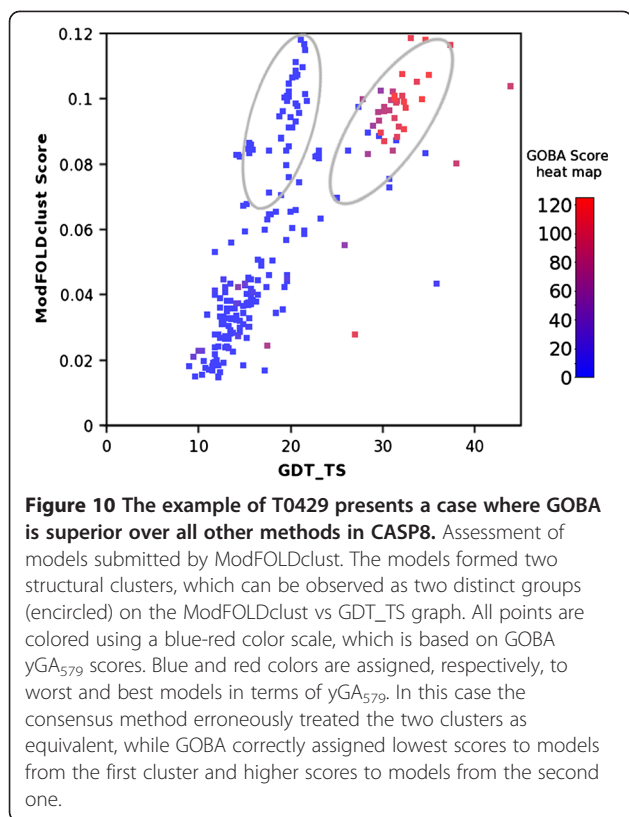 0.12
0.1
0.08
0.06
0.04
0.02
0
ModFOLDclust Score
0
10
20
30
40
GDT_TS
GOBA Score
heat map
120
100
80
60
40
20
0
Figure 10 The example of T0429 presents a case where GOBA
is superior over all other methods in CASP8. Assessment of
models submitted by ModFOLDclust. The models formed two
structural clusters, which can be observed as two distinct groups
(encircled) on the ModFOLDclust vs GDT_TS graph. All points are
colored using a blue-red color scale, which is based on GOBA
yGA579 scores. Blue and red colors are assigned, respectively, to
worst and best models in terms of yGA579. In this case the
consensus method erroneously treated the two clusters as
equivalent, while GOBA correctly assigned lowest scores to models
from the first cluster and higher scores to models from the second
one.